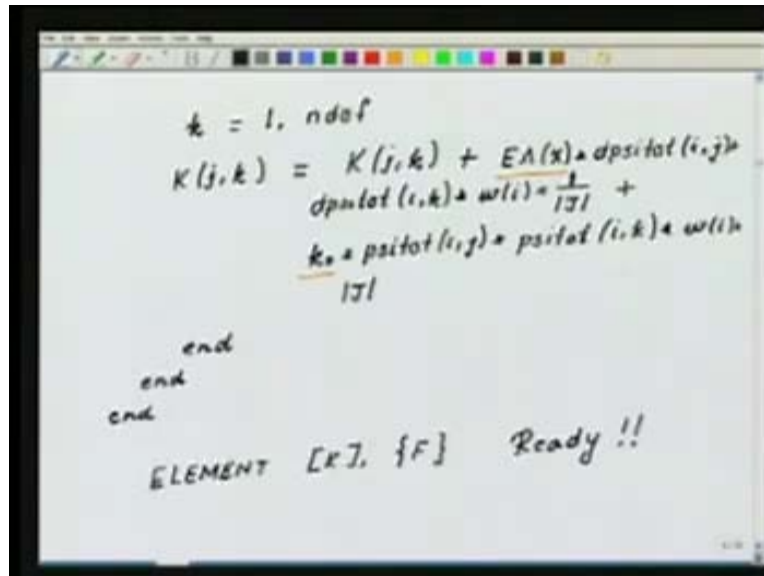 k = 1, ndof
K(j,k) = K(j,k) + EA(x) * dpsitot(i,j)*
dpsitot(i,k) * w(i) * 1/|J| +
k₀ * psitot(i,j) * psitot(i,k) * w(i)*
|J|
end
end
end
ELEMENT [K], {F} Ready !!